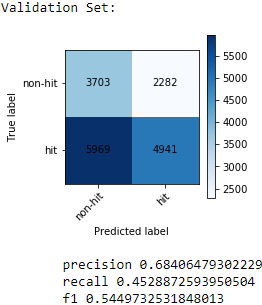 Validation Set:
non-hit 3703 2282
hit 5969 4941
True label
5500
5000
4500
4000
3500
3000
2500
non-hit hit
Predicted label
precision 0.68406479302229
recall 0.4528872593950504
f1 0.5449732531848013